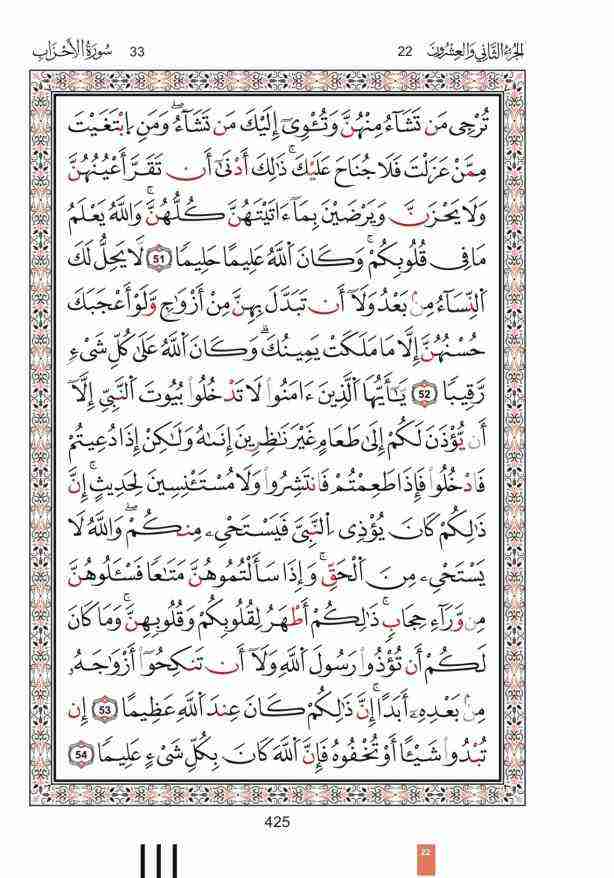 سُورَةُ الأَحْزَابِ 33 22 الجُزءُ الثَّانِي وَالعِشْرُونَ
تُرْجِى مَن تَشَآءُ مِنْهُنَّ وَتُـْٔوِىٓ إِلَيْكَ مَن تَشَآءُ ۖ وَمَنِ ٱبْتَغَيْتَ
مِمَّنْ عَزَلْتَ فَلَا جُنَاحَ عَلَيْكَ ۚ ذَٰلِكَ أَدْنَىٰٓ أَن تَقَرَّ أَعْيُنُهُنَّ
وَلَا يَحْزَنَّ وَيَرْضَيْنَ بِمَآ ءَاتَيْتَهُنَّ كُلُّهُنَّ ۚ وَٱللَّهُ يَعْلَمُ
مَا فِى قُلُوبِكُمْ ۚ وَكَانَ ٱللَّهُ عَلِيمًا حَلِيمًا 51 لَّا يَحِلُّ لَكَ
ٱلنِّسَآءُ مِنۢ بَعْدُ وَلَآ أَن تَبَدَّلَ بِهِنَّ مِنْ أَزْوَٰجٍ وَلَوْ أَعْجَبَكَ
حُسْنُهُنَّ إِلَّا مَا مَلَكَتْ يَمِينُكَ ۗ وَكَانَ ٱللَّهُ عَلَىٰ كُلِّ شَىْءٍ
رَّقِيبًا 52 يَـٰٓأَيُّهَا ٱلَّذِينَ ءَامَنُوا۟ لَا تَدْخُلُوا۟ بُيُوتَ ٱلنَّبِىِّ إِلَّآ
أَن يُؤْذَنَ لَكُمْ إِلَىٰ طَعَامٍ غَيْرَ نَـٰظِرِينَ إِنَىٰهُ وَلَـٰكِنْ إِذَا دُعِيتُمْ
فَٱدْخُلُوا۟ فَإِذَا طَعِمْتُمْ فَٱنتَشِرُوا۟ وَلَا مُسْتَـْٔنِسِينَ لِحَدِيثٍ ۚ إِنَّ
ذَٰلِكُمْ كَانَ يُؤْذِى ٱلنَّبِىَّ فَيَسْتَحْىِۦ مِنكُمْ ۖ وَٱللَّهُ لَا
يَسْتَحْىِۦ مِنَ ٱلْحَقِّ ۚ وَإِذَا سَأَلْتُمُوهُنَّ مَتَـٰعًا فَسْـَٔلُوهُنَّ
مِن وَرَآءِ حِجَابٍ ۚ ذَٰلِكُمْ أَطْهَرُ لِقُلُوبِكُمْ وَقُلُوبِهِنَّ ۚ وَمَا كَانَ
لَكُمْ أَن تُؤْذُوا۟ رَسُولَ ٱللَّهِ وَلَآ أَن تَنكِحُوٓا۟ أَزْوَٰجَهُۥ
مِنۢ بَعْدِهِۦٓ أَبَدًا ۚ إِنَّ ذَٰلِكُمْ كَانَ عِندَ ٱللَّهِ عَظِيمًا 53 إِن
تُبْدُوا۟ شَيْـًٔا أَوْ تُخْفُوهُ فَإِنَّ ٱللَّهَ كَانَ بِكُلِّ شَىْءٍ عَلِيمًا 54
425
22